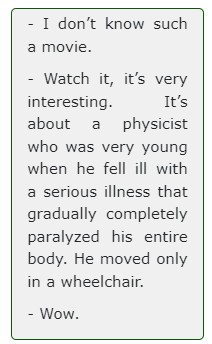 - I don’t know such
a movie.
- Watch it, it’s very
interesting. It’s
about a physicist
who was very young
when he fell ill with
a serious illness that
gradually completely
paralyzed his entire
body. He moved only
in a wheelchair.
- Wow.